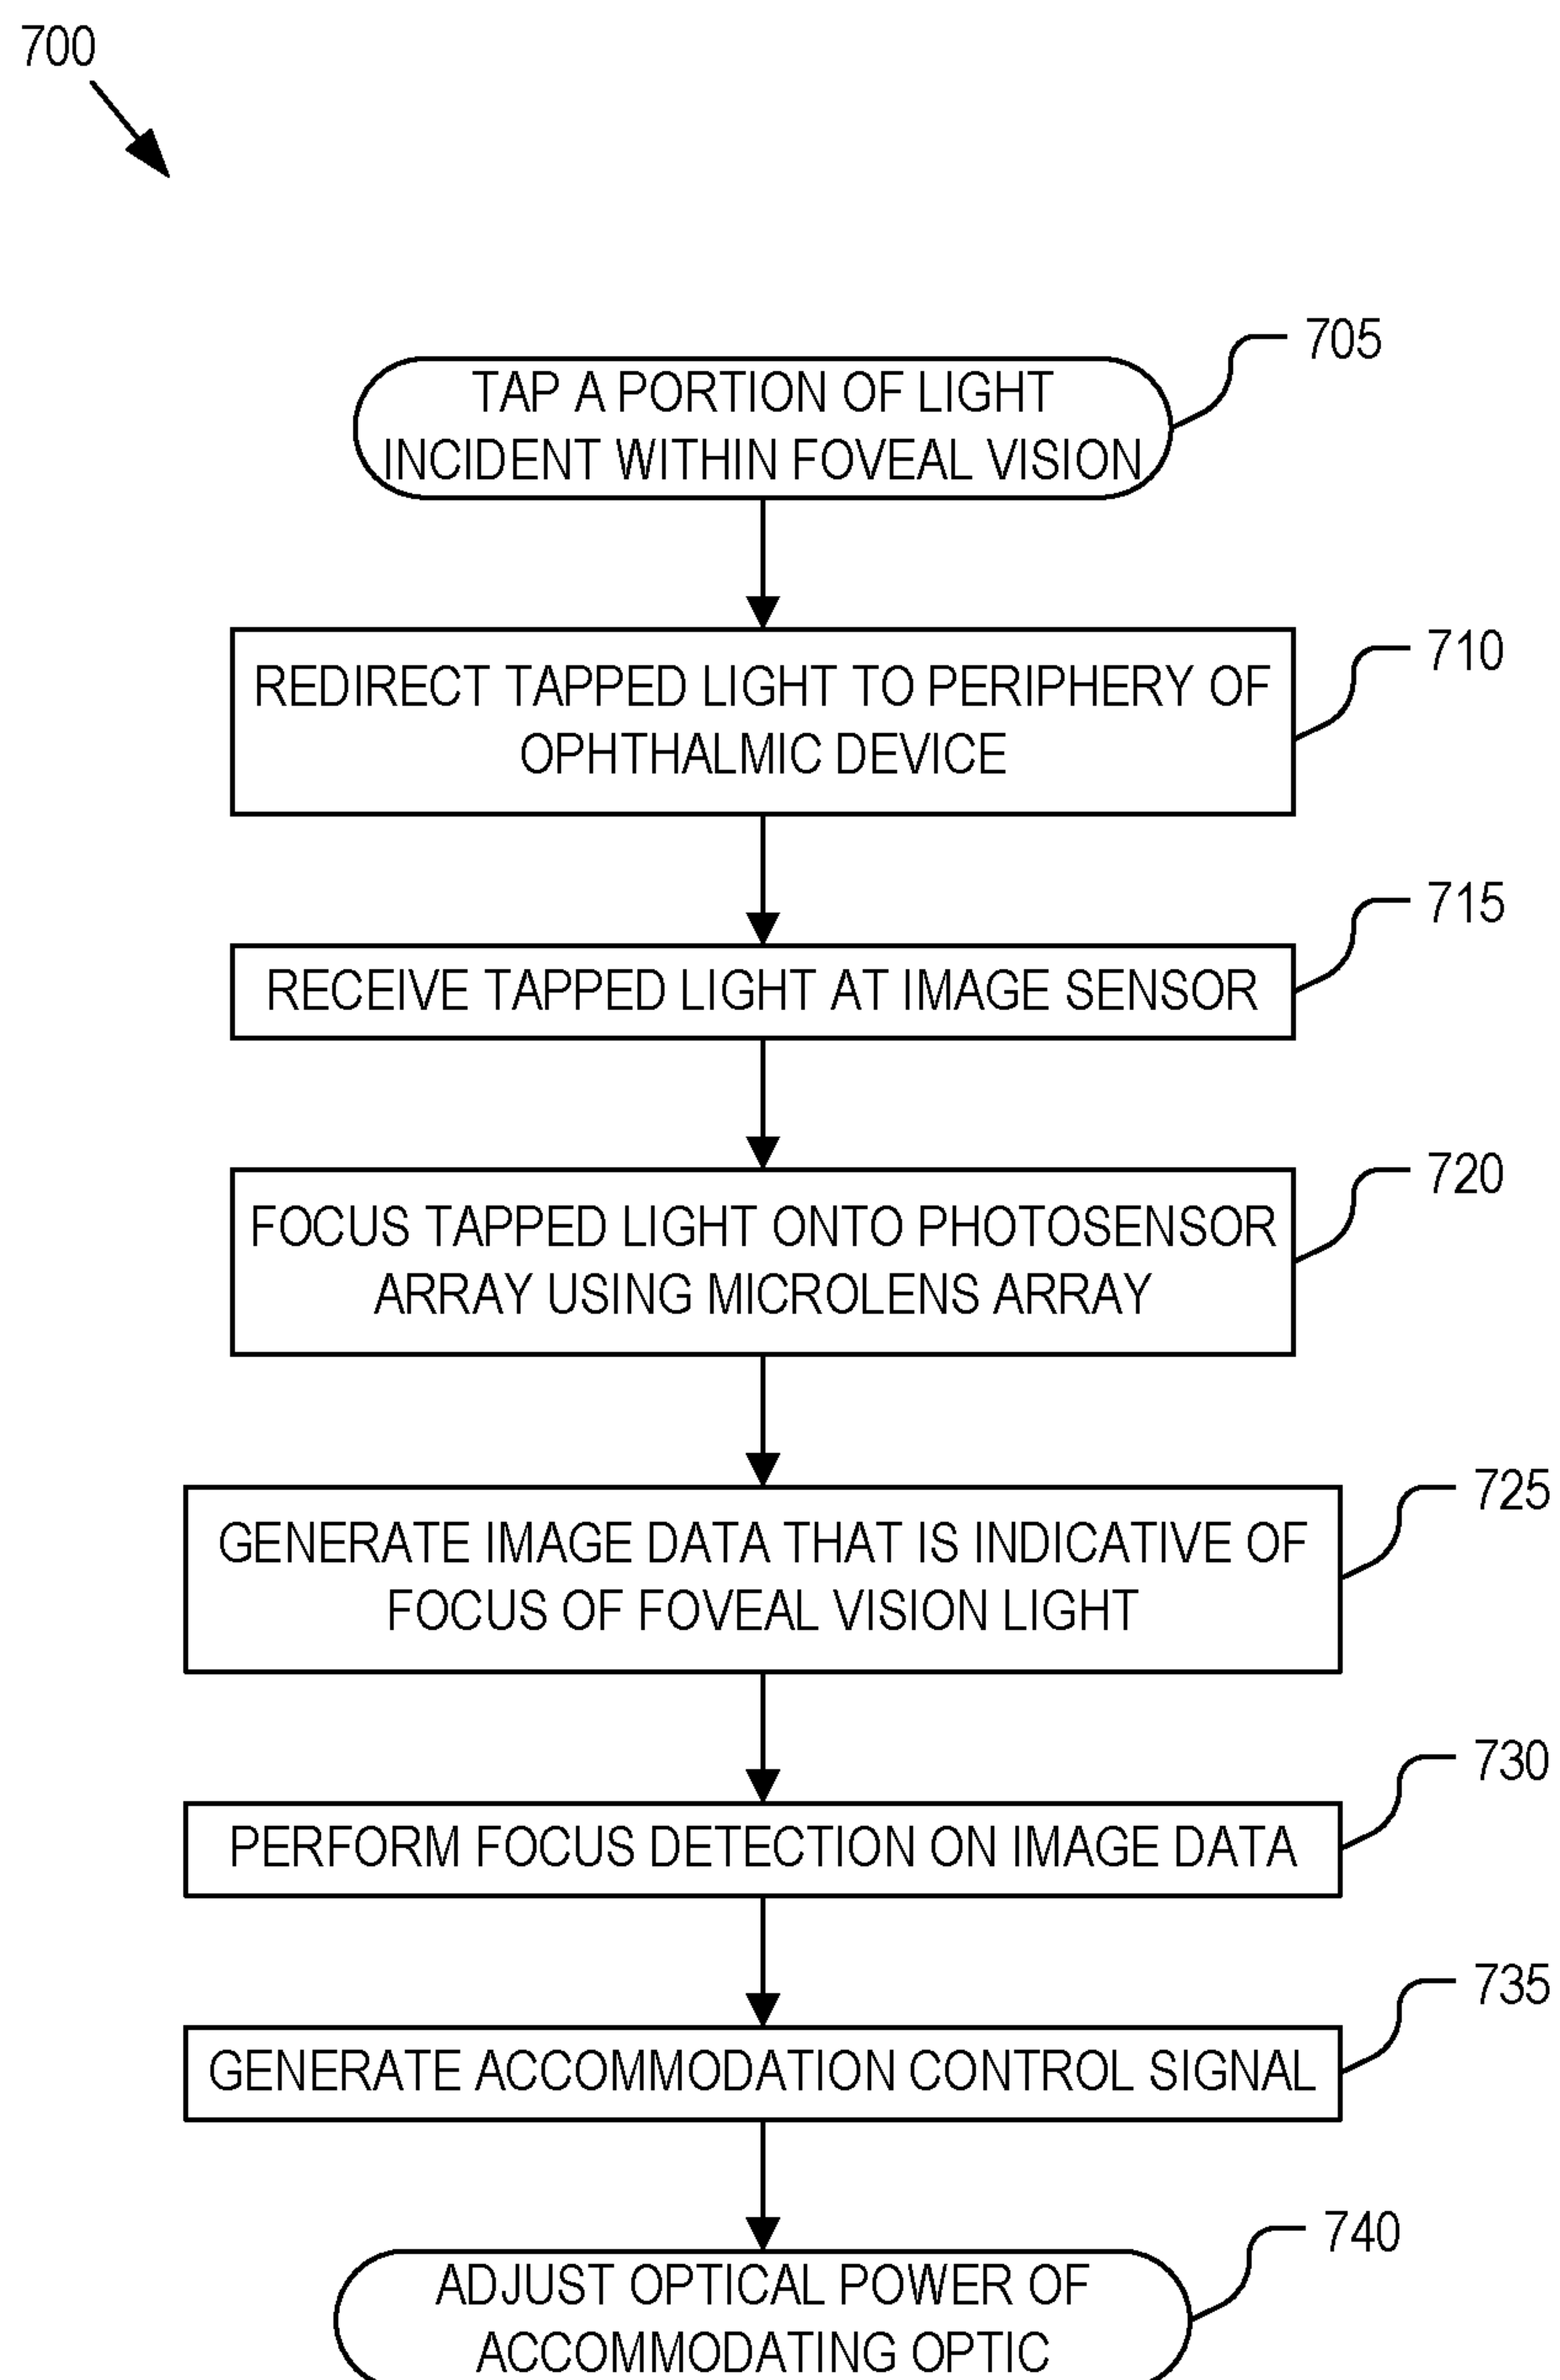 700
705
TAP A PORTION OF LIGHT
INCIDENT WITHIN FOVEAL VISION
710
REDIRECT TAPPED LIGHT TO PERIPHERY OF
OPHTHALMIC DEVICE
715
RECEIVE TAPPED LIGHT AT IMAGE SENSOR
720
FOCUS TAPPED LIGHT ONTO PHOTOSENSOR
ARRAY USING MICROLENS ARRAY
725
GENERATE IMAGE DATA THAT IS INDICATIVE OF
FOCUS OF FOVEAL VISION LIGHT
730
PERFORM FOCUS DETECTION ON IMAGE DATA
735
GENERATE ACCOMMODATION CONTROL SIGNAL
740
ADJUST OPTICAL POWER OF
ACCOMMODATING OPTIC